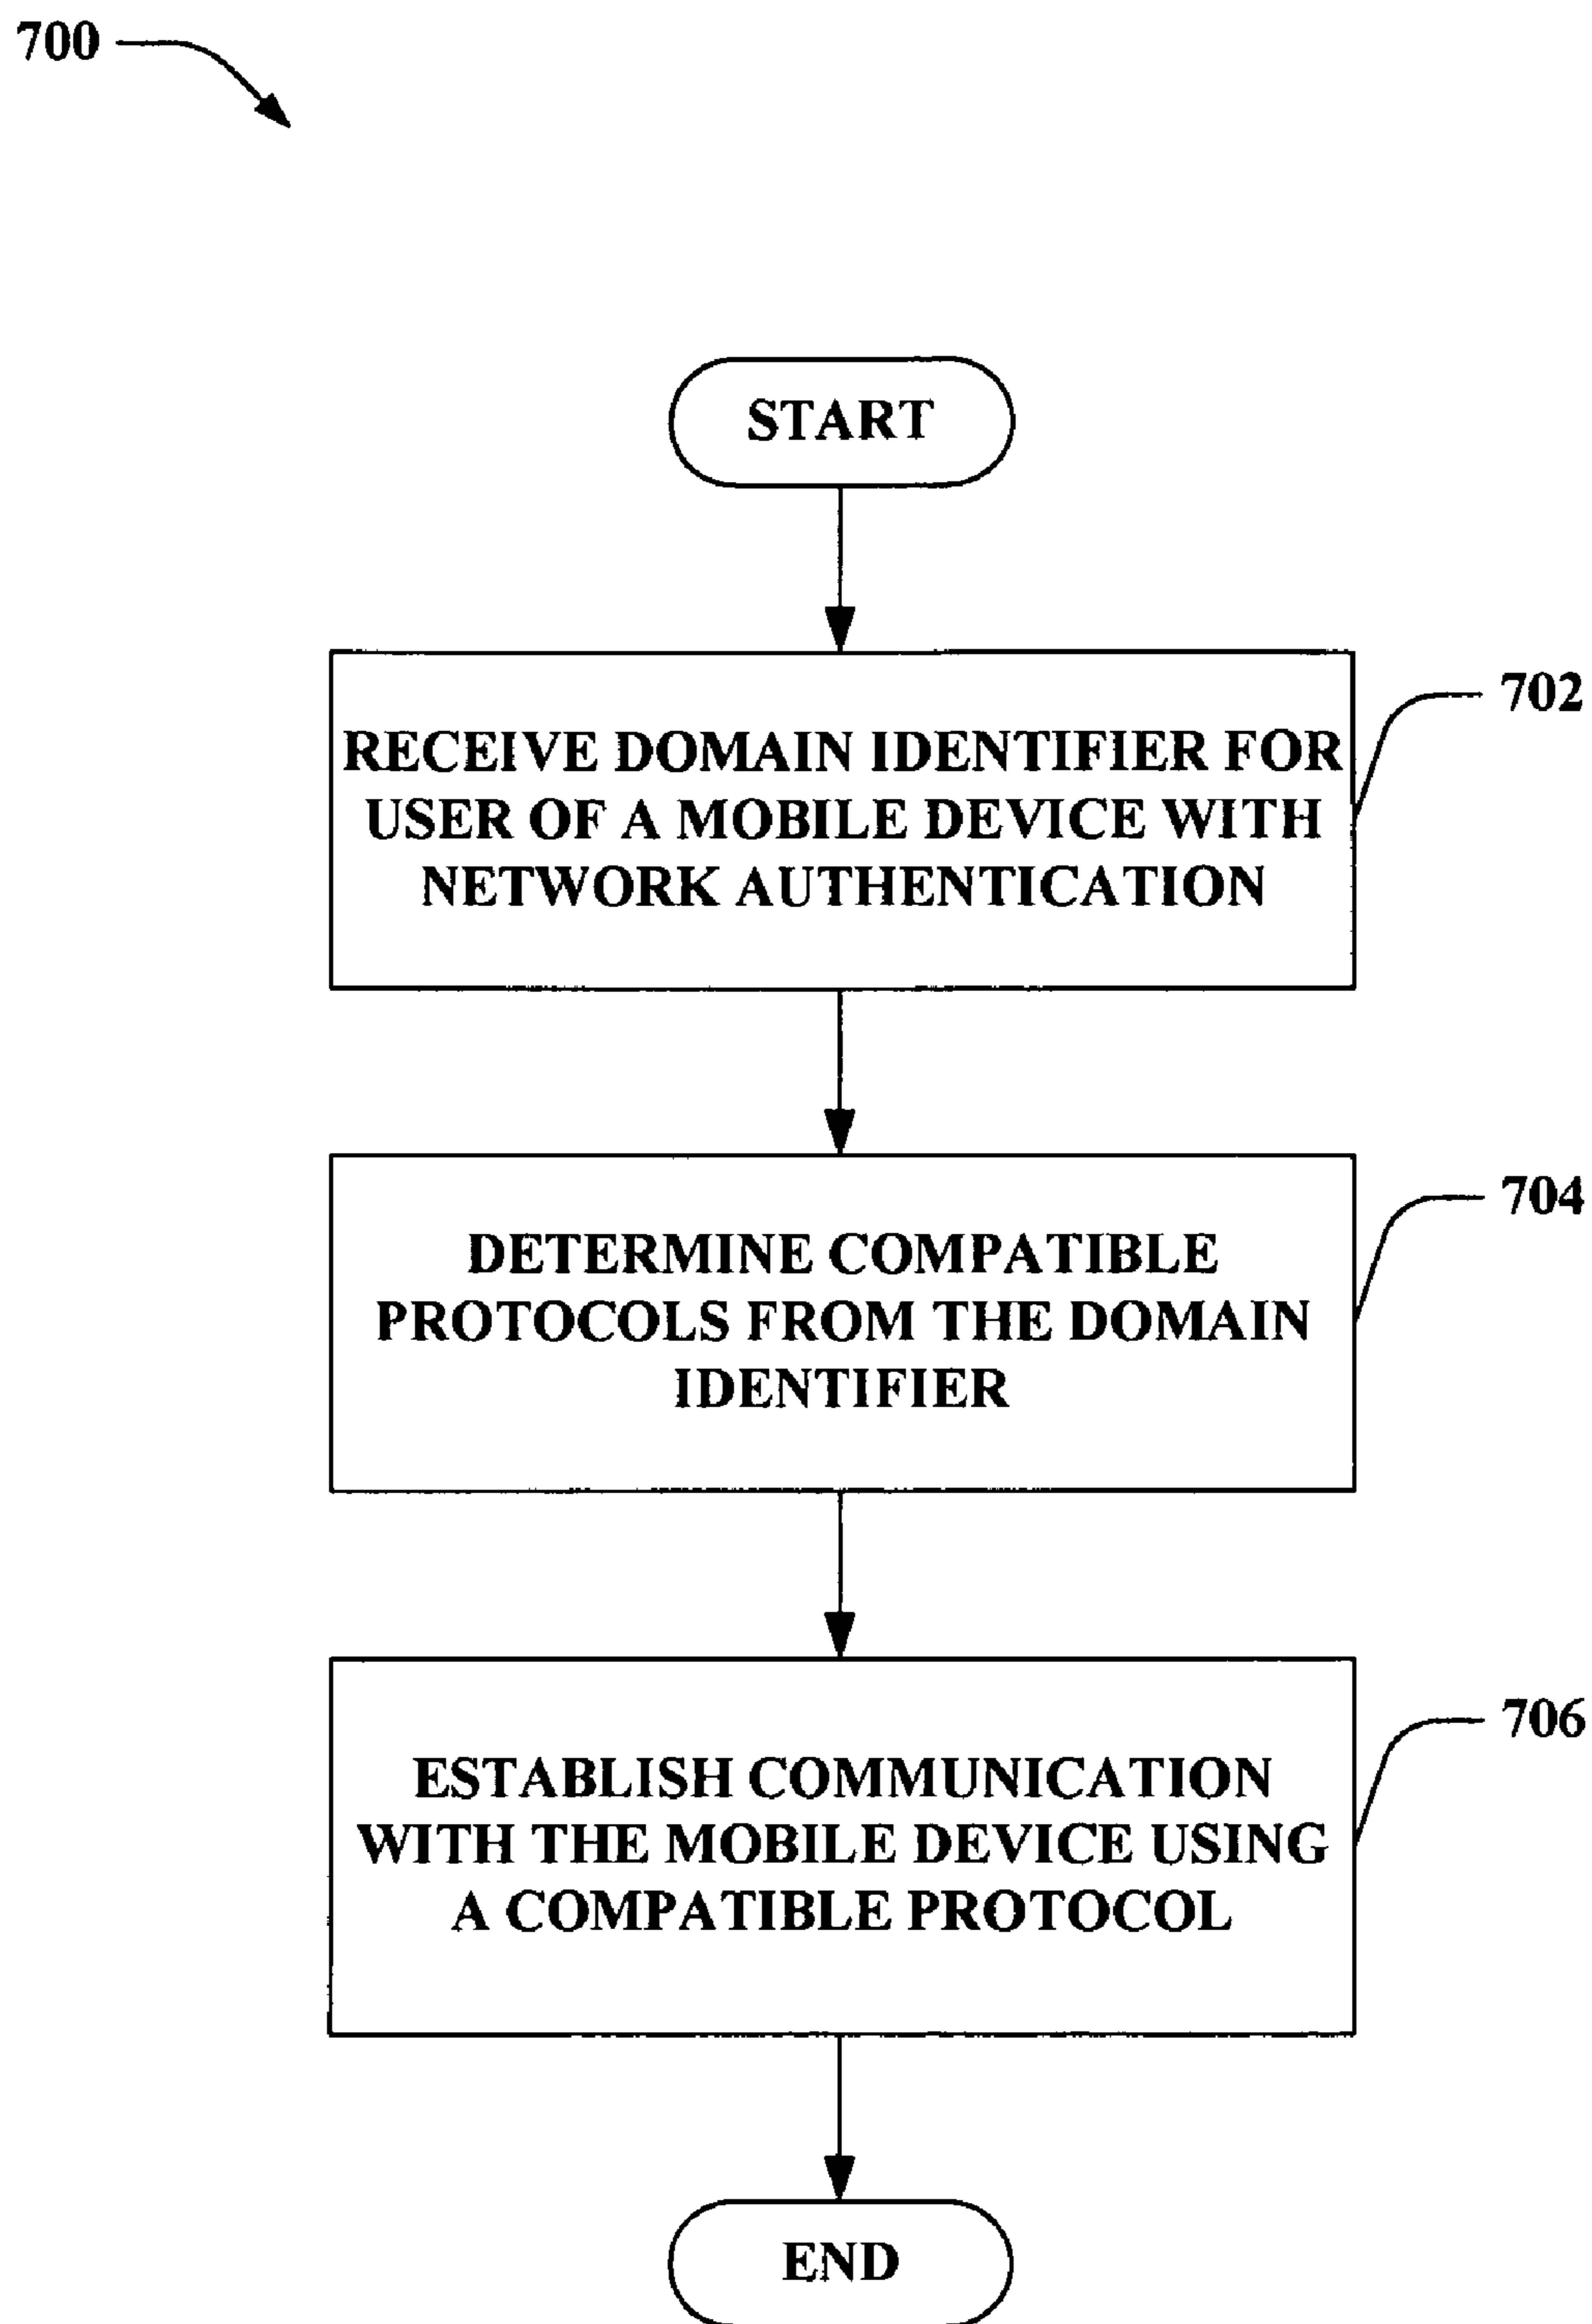 700
START
RECEIVE DOMAIN IDENTIFIER FOR
USER OF A MOBILE DEVICE WITH
NETWORK AUTHENTICATION
702
DETERMINE COMPATIBLE
PROTOCOLS FROM THE DOMAIN
IDENTIFIER
704
ESTABLISH COMMUNICATION
WITH THE MOBILE DEVICE USING
A COMPATIBLE PROTOCOL
706
END